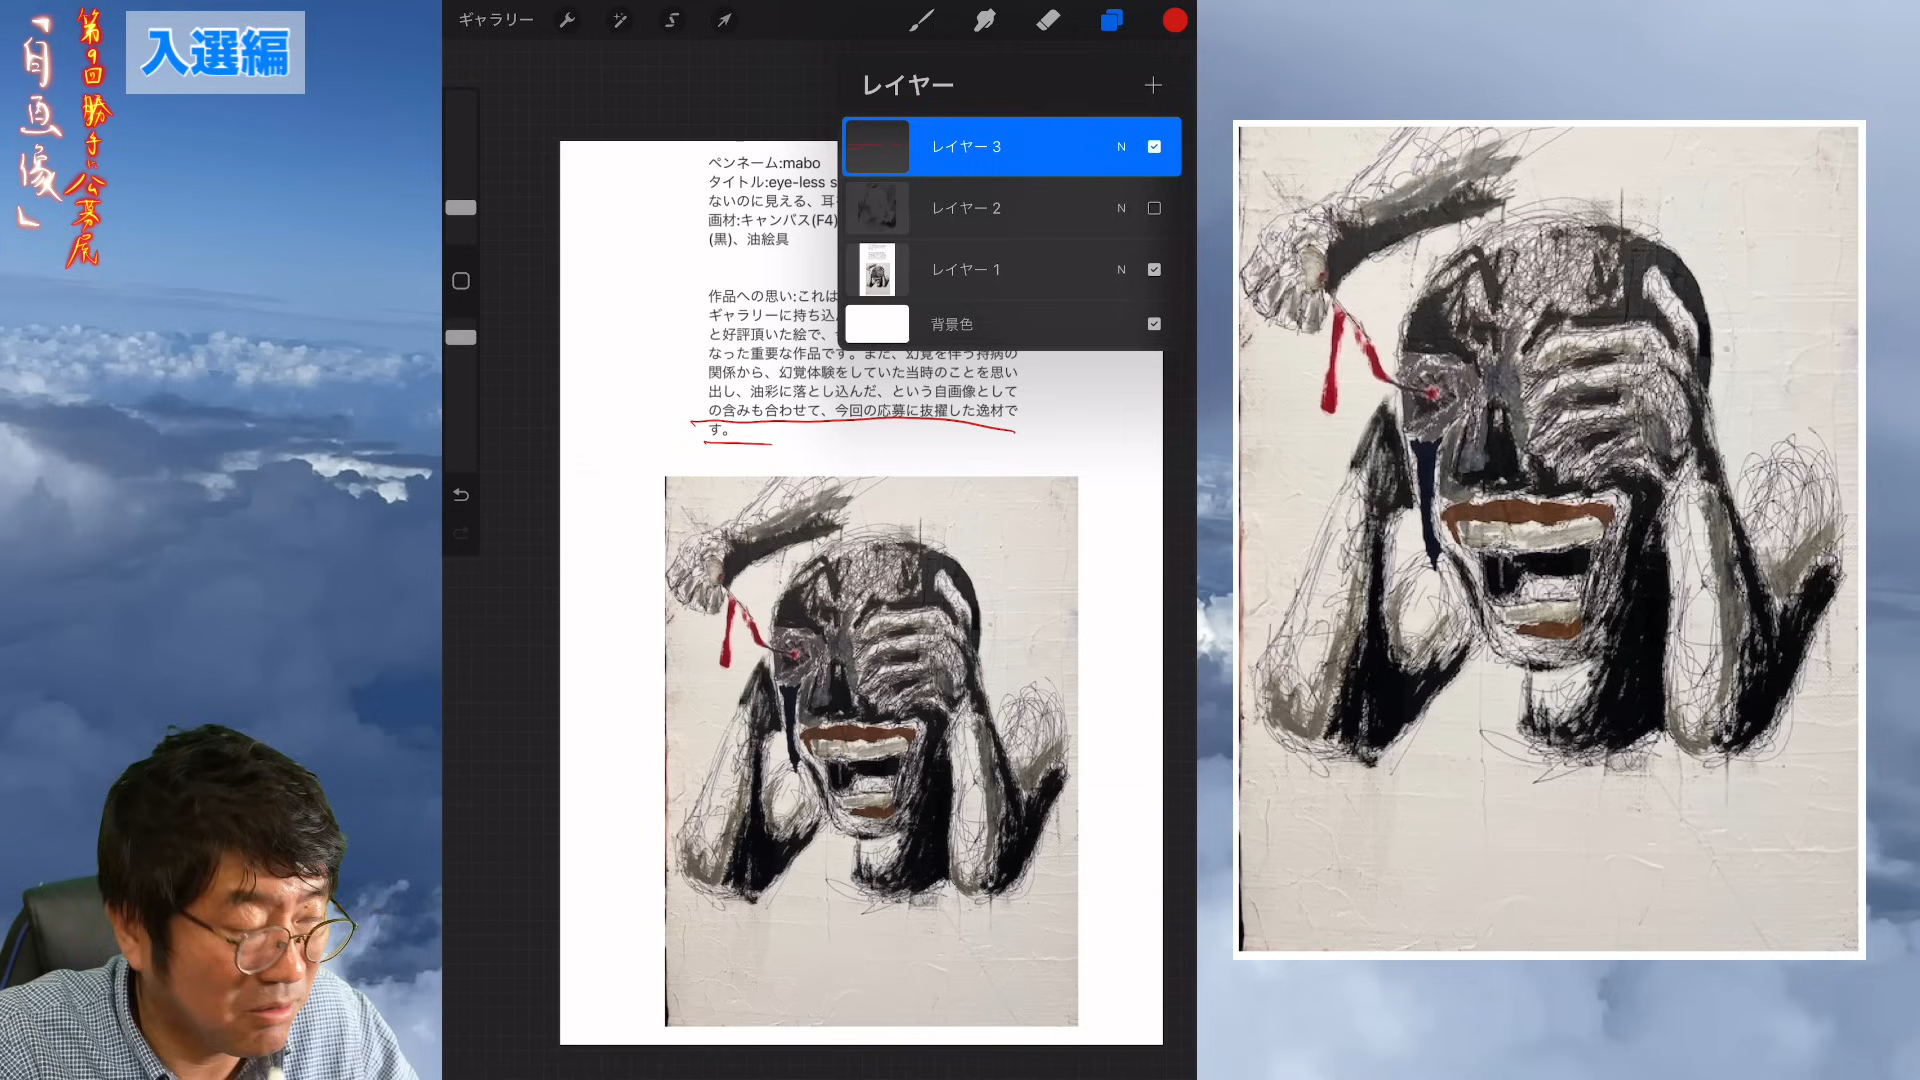 第9回 勝手に公募展
「自画像」
入選編
ギャラリー
レイヤー
レイヤー 3 N
レイヤー 2 N
レイヤー 1 N
背景色
ペンネーム:mabo
タイトル:eye-less s
ないのに見える、耳
画材:キャンバス(F4)
(黒)、油絵具
作品への思い:これは
ギャラリーに持ち込
と好評頂いた絵で、
なった重要な作品です。また、幻覚を伴う持病の
関係から、幻覚体験をしていた当時のことを思い
出し、油彩に落とし込んだ、という自画像として
の含みも合わせて、今回の応募に抜擢した逸材で
す。